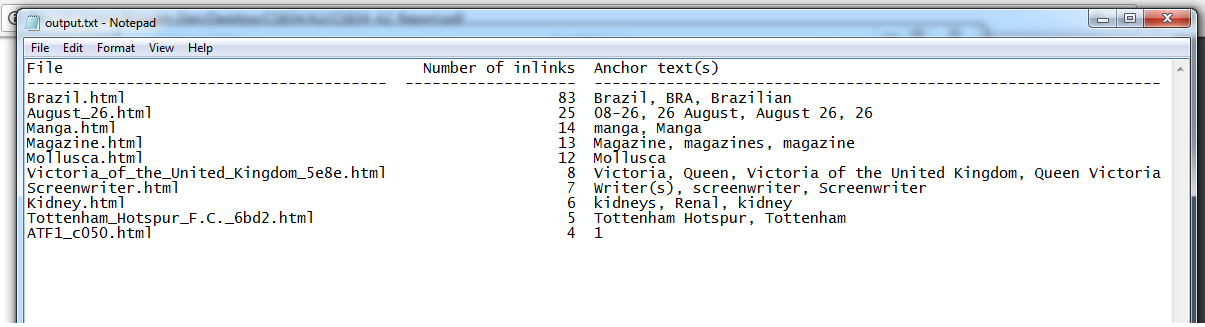 output.txt - Notepad
File Edit Format View Help
File Number of inlinks Anchor text(s)
------------------------------------ ------------------- ---------------------------------------------------------------
Brazil.html 83 Brazil, BRA, Brazilian
August_26.html 25 08-26, 26 August, August 26, 26
Manga.html 14 manga, Manga
Magazine.html 13 Magazine, magazines, magazine
Mollusca.html 12 Mollusca
Victoria_of_the_United_Kingdom_5e8e.html 8 Victoria, Queen, Victoria of the United Kingdom, Queen Victoria
Screenwriter.html 7 Writer(s), screenwriter, Screenwriter
Kidney.html 6 kidneys, Renal, kidney
Tottenham_Hotspur_F.C._6bd2.html 5 Tottenham Hotspur, Tottenham
ATF1_c050.html 4 1